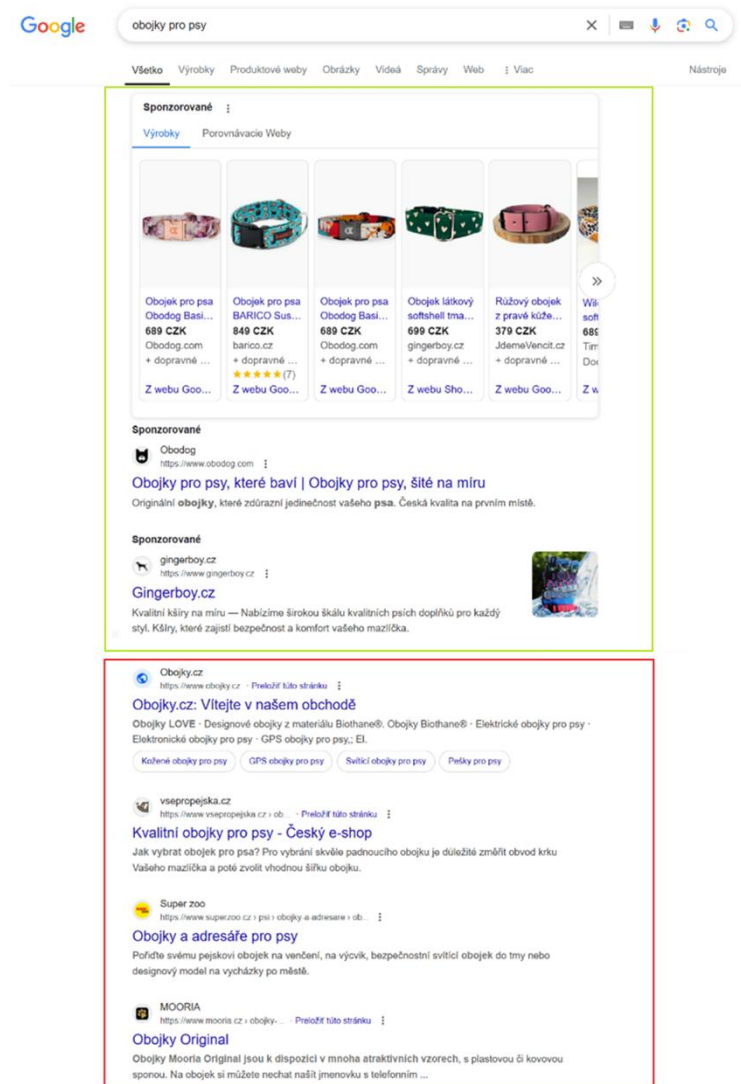 Google
obojky pro psy
Všetko Výrobky Produktové weby Obrázky Videá Správy Web Viac Nástroje
Sponzorované
Výrobky Porovnávacie Weby
Obojek pro psa
Obodog Basi...
689 CZK
Obodog.com
+ dopravné ...
Z webu Goo...
Obojek pro psa
BARICO Sus...
849 CZK
barico.cz
+ dopravné ...
(7)
Z webu Goo...
Obojek pro psa
Obodog Basi...
689 CZK
Obodog.com
+ dopravné ...
Z webu Goo...
Obojek látkový
softshell tma...
699 CZK
gingerboy.cz
+ dopravné ...
Z webu Sho...
Růžový obojek
z pravé kůže...
379 CZK
JdemeVencit.cz
+ dopravné ...
Z webu Goo...
689
Z w
Sponzorované
Obodog
https://www.obodog.com
Obojky pro psy, které baví | Obojky pro psy, šité na míru
Originální obojky, které zdůrazní jedinečnost vašeho psa. Česká kvalita na prvním místě.
Sponzorované
gingerboy.cz
https://www.gingerboy.cz
Gingerboy.cz
Kvalitní kšíry na míru — Nabízíme širokou škálu kvalitních psích doplňků pro každý
styl. Kšíry, které zajistí bezpečnost a komfort vašeho mazlíčka.
Obojky.cz
https://www.obojky.cz · Preložiť túto stránku
Obojky.cz: Vítejte v našem obchodě
Obojky LOVE · Designové obojky z materiálu Biothane®. Obojky Biothane® · Elektrické obojky pro psy ·
Elektronické obojky pro psy · GPS obojky pro psy,; El.
Kožené obojky pro psy GPS obojky pro psy Svítící obojky pro psy Pešky pro psy
vsepropejska.cz
https://www.vsepropejska.cz › ob... · Preložiť túto stránku
Kvalitní obojky pro psy - Český e-shop
Jak vybrat obojek pro psa? Pro vybrání skvěle padnoucího obojku je důležité změřit obvod krku
Vašeho mazlíčka a poté zvolit vhodnou šířku obojku.
Super zoo
https://www.superzoo.cz › psi › obojky-a-adresare › ob...
Obojky a adresáře pro psy
Pořiďte svému pejskovi obojek na venčení, na výcvik, bezpečnostní svítící obojek do tmy nebo
designový model na vycházky po městě.
MOORIA
https://www.mooria.cz › obojky-... · Preložiť túto stránku
Obojky Original
Obojky Mooria Original jsou k dispozici v mnoha atraktivních vzorech, s plastovou či kovovou
sponou. Na obojek si můžete nechat našít jmenovku s telefonním ...